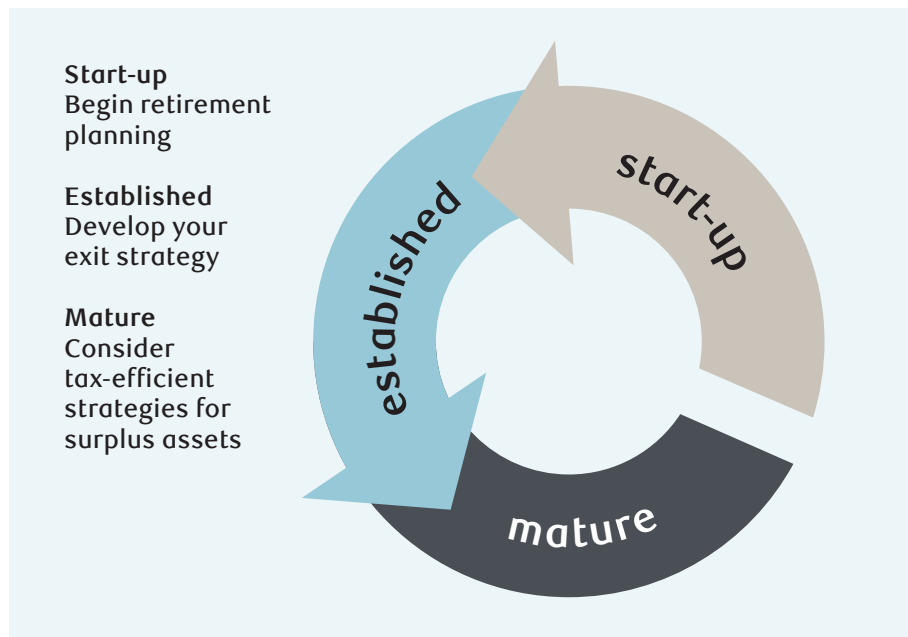 Start-up
Begin retirement
planning
Established
Develop your
exit strategy
Mature
Consider
tax-efficient
strategies for
surplus assets
start-up
established
mature